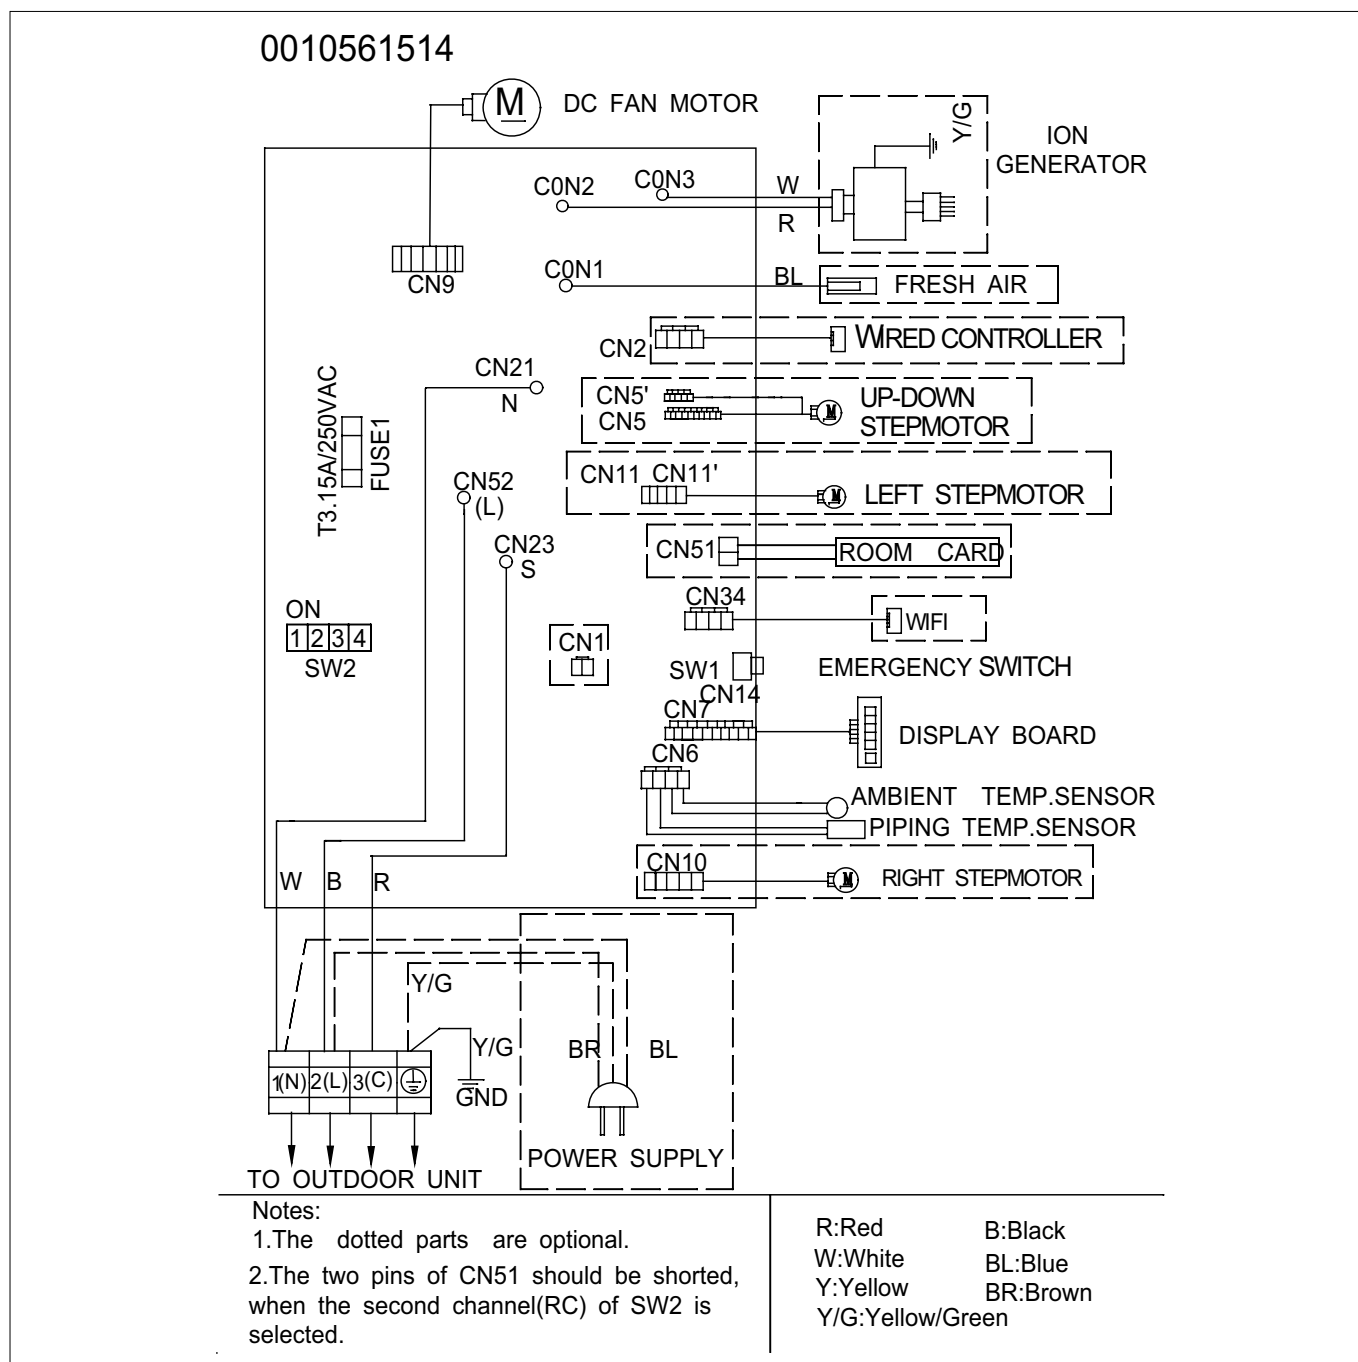 0010561514
M
DC FAN MOTOR
Y/G
ION
GENERATOR
C0N2
C0N3
W
R
CN9
C0N1
BL
FRESH AIR
CN2
WIRED CONTROLLER
CN21
N
CN5'
CN5
M
UP-DOWN
STEPMOTOR
T3.15A/250VAC
FUSE1
CN52
(L)
CN11
CN11'
M
LEFT STEPMOTOR
CN23
S
CN51
ROOM CARD
ON
1 2 3 4
SW2
CN34
WIFI
CN1
SW1
EMERGENCY SWITCH
CN14
CN7
DISPLAY BOARD
CN6
AMBIENT TEMP.SENSOR
PIPING TEMP.SENSOR
W
B
R
CN10
M
RIGHT STEPMOTOR
Y/G
Y/G
BR
BL
1(N) 2(L) 3(C)
GND
POWER SUPPLY
TO OUTDOOR UNIT
Notes:
1.The dotted parts are optional.
2.The two pins of CN51 should be shorted,
when the second channel(RC) of SW2 is
selected.
R:Red
B:Black
W:White
BL:Blue
Y:Yellow
BR:Brown
Y/G:Yellow/Green